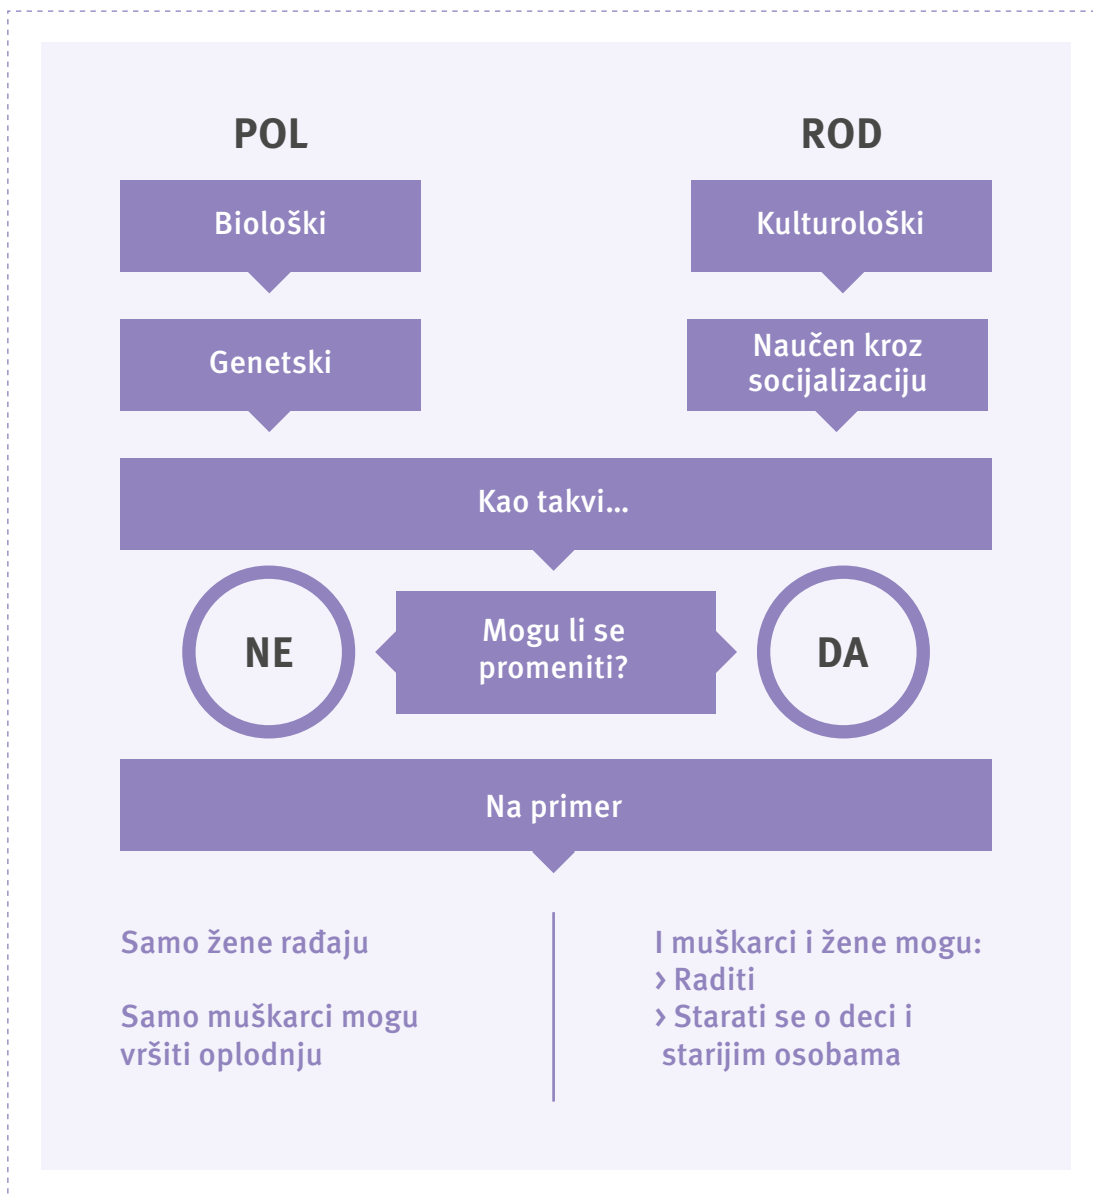 POL
ROD
Biološki
Kulturološki
Genetski
Naučen kroz
socijalizaciju
Kao takvi...
NE
Mogu li se
promeniti?
DA
Na primer
Samo žene rađaju
Samo muškarci mogu
vršiti oplodnju
I muškarci i žene mogu:
› Raditi
› Starati se o deci i
starijim osobama